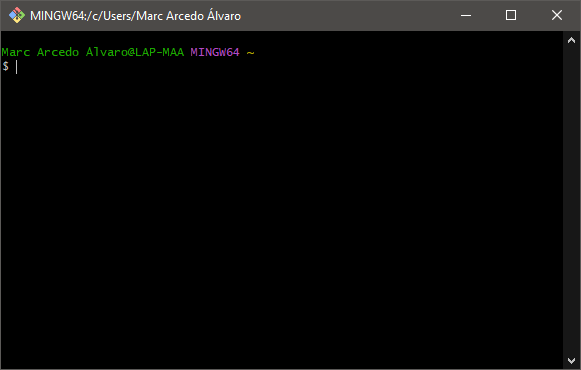 MINGW64:/c/Users/Marc Arcedo Álvaro
Marc Arcedo Álvaro@LAP-MAA MINGW64 ~
$